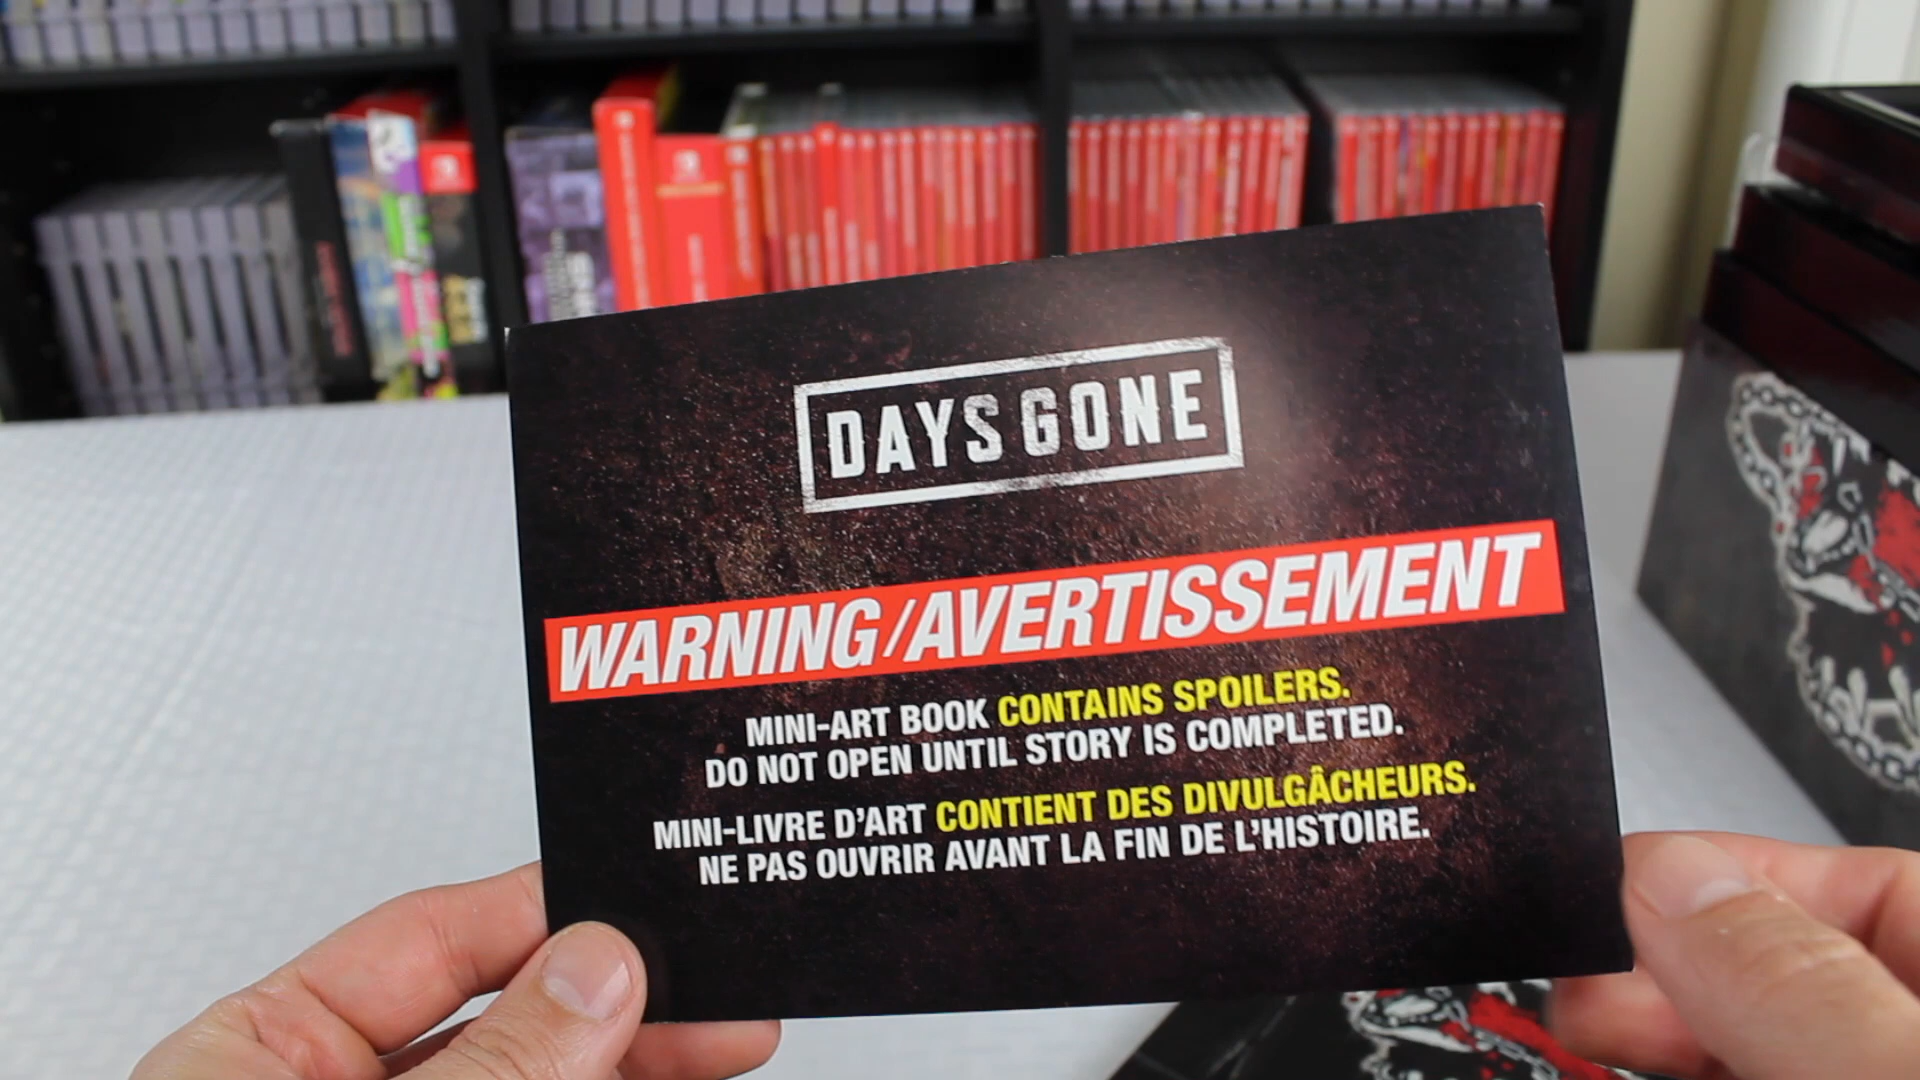 DAYS GONE
WARNING/AVERTISSEMENT
MINI-ART BOOK CONTAINS SPOILERS.
DO NOT OPEN UNTIL STORY IS COMPLETED.
MINI-LIVRE D'ART CONTIENT DES DIVULGÂCHEURS.
NE PAS OUVRIR AVANT LA FIN DE L'HISTOIRE.